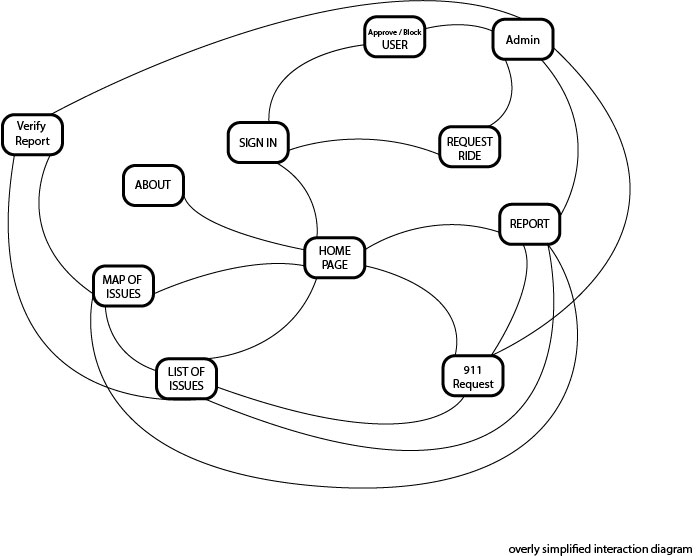 Approve / Block
USER
Admin
Verify
Report
SIGN IN
REQUEST
RIDE
ABOUT
REPORT
HOME
PAGE
MAP OF
ISSUES
LIST OF
ISSUES
911
Request
overly simplified interaction diagram